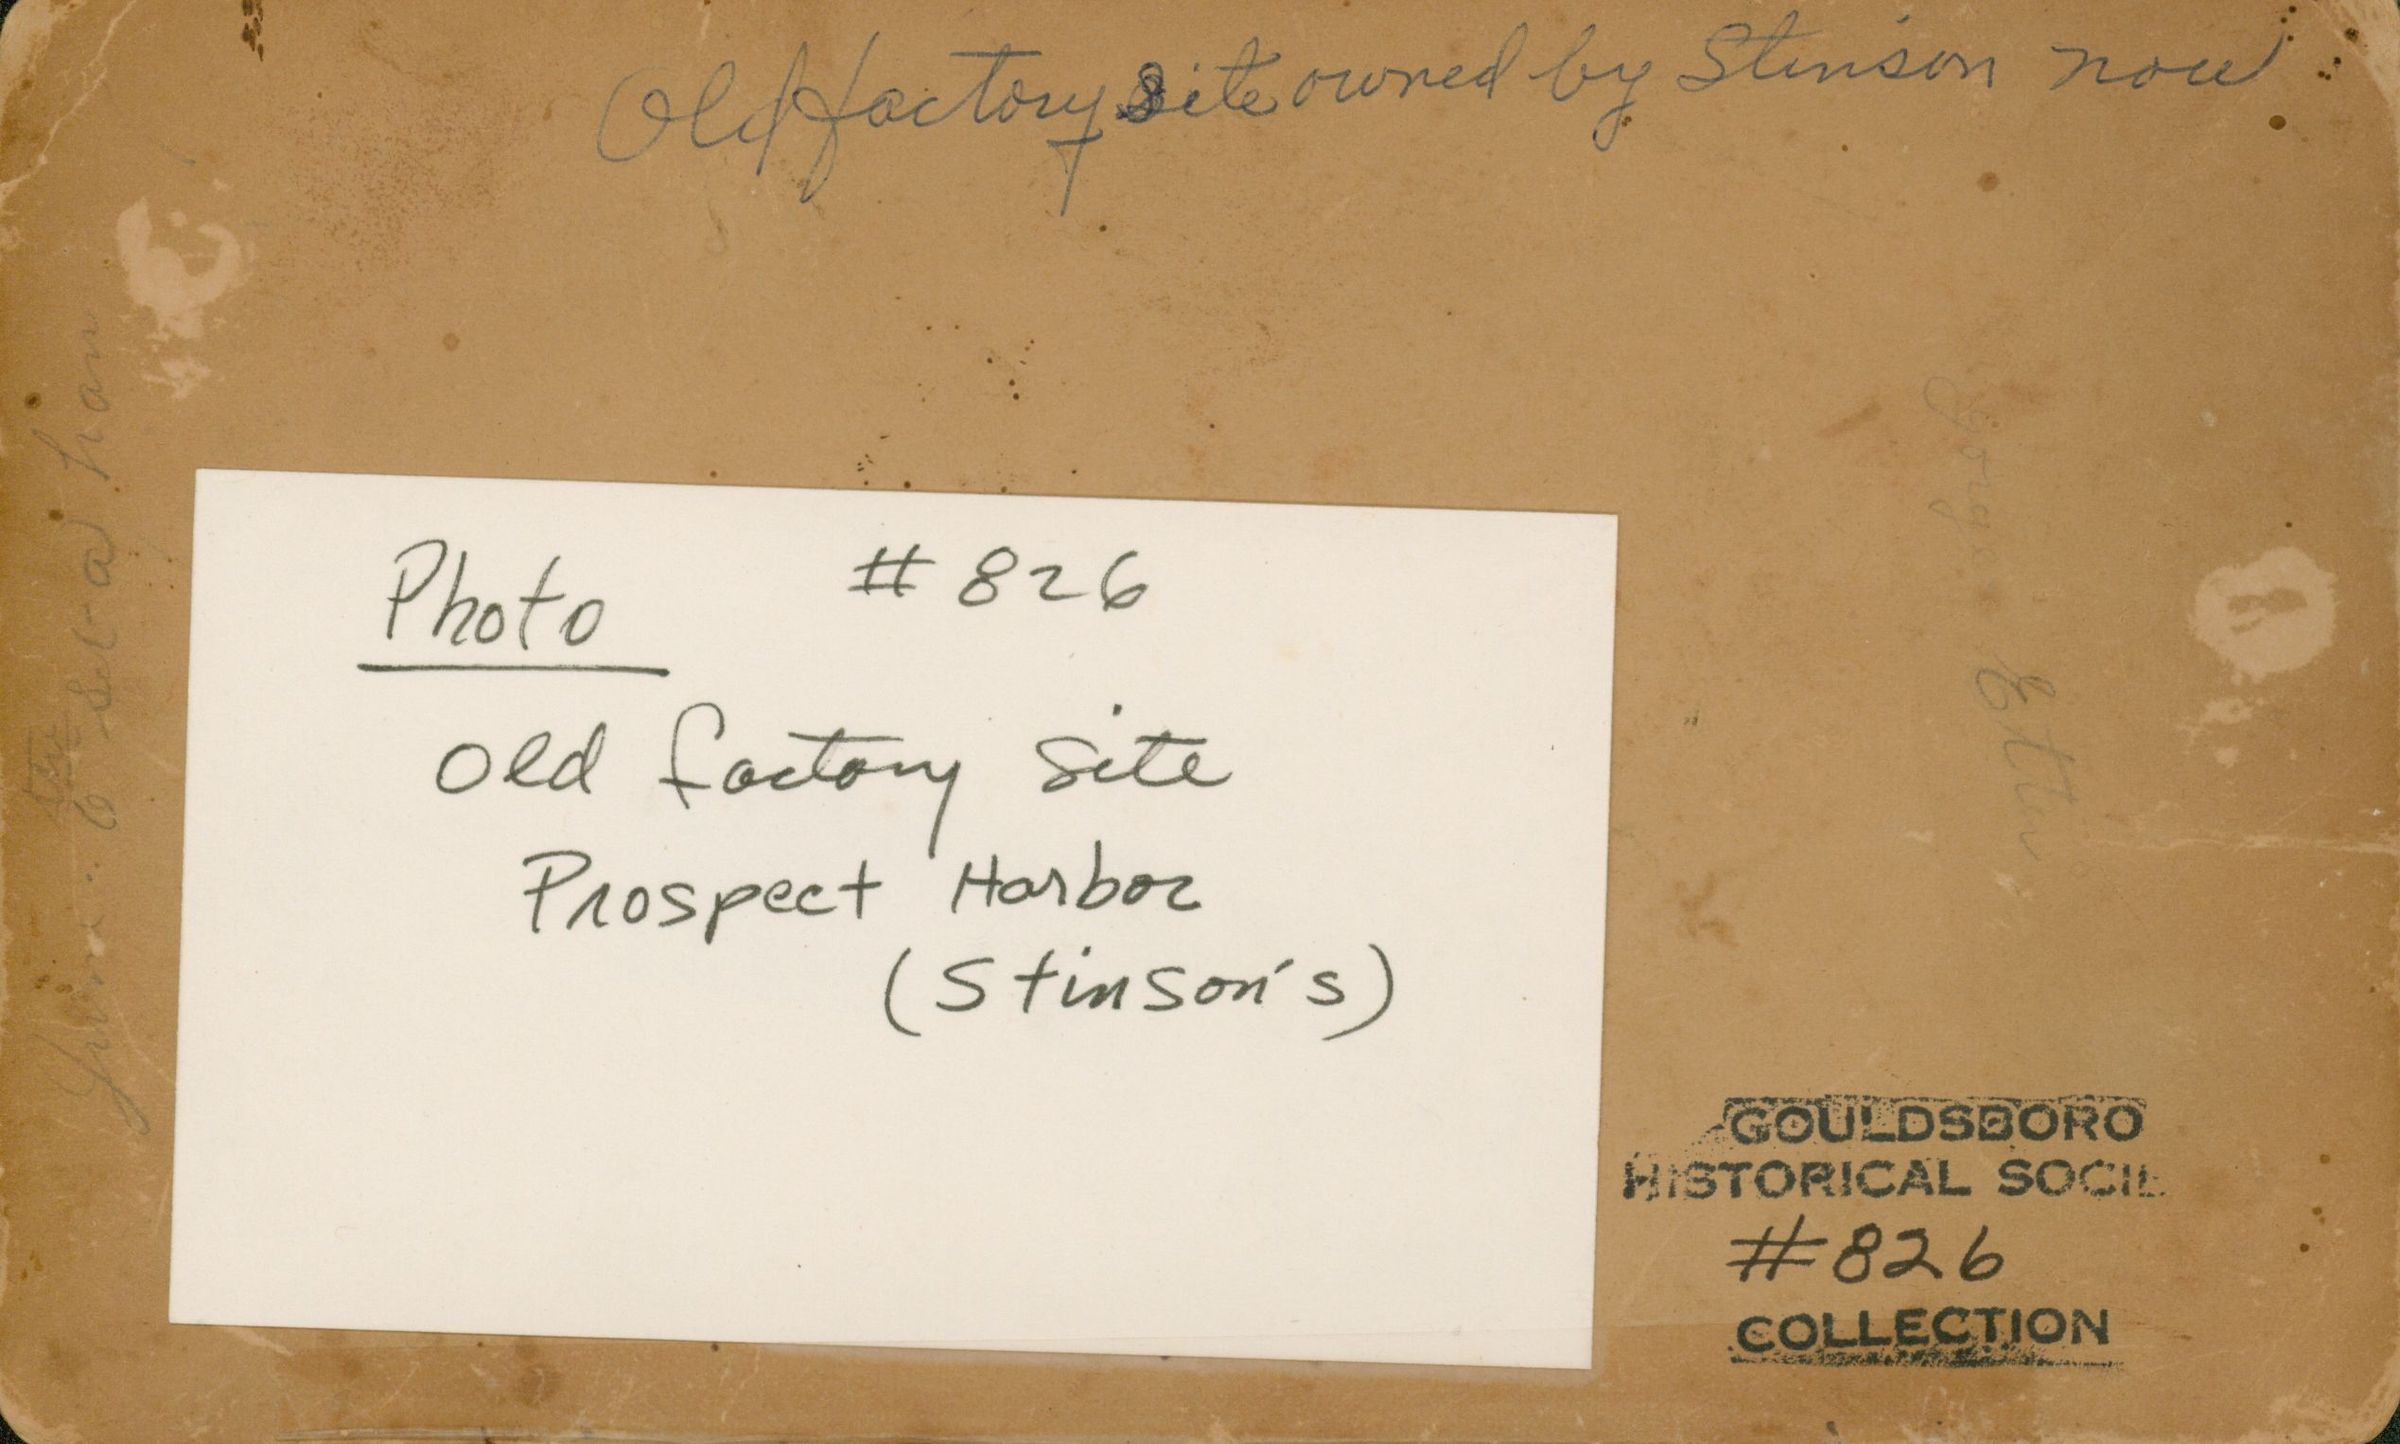 Old factory site owned by Stinson now
Photo #826
Old factory site
Prospect Harbor
(Stinson's)
GOULDSBORO
HISTORICAL SOCIE
#826
COLLECTION